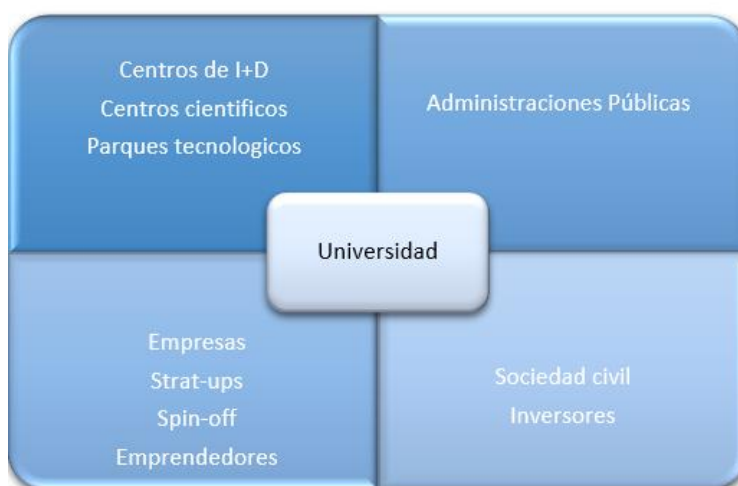 Centros de I+D
Centros cientificos
Parques tecnologicos
Administraciones Públicas
Universidad
Empresas
Strat-ups
Spin-off
Emprendedores
Sociedad civil
Inversores